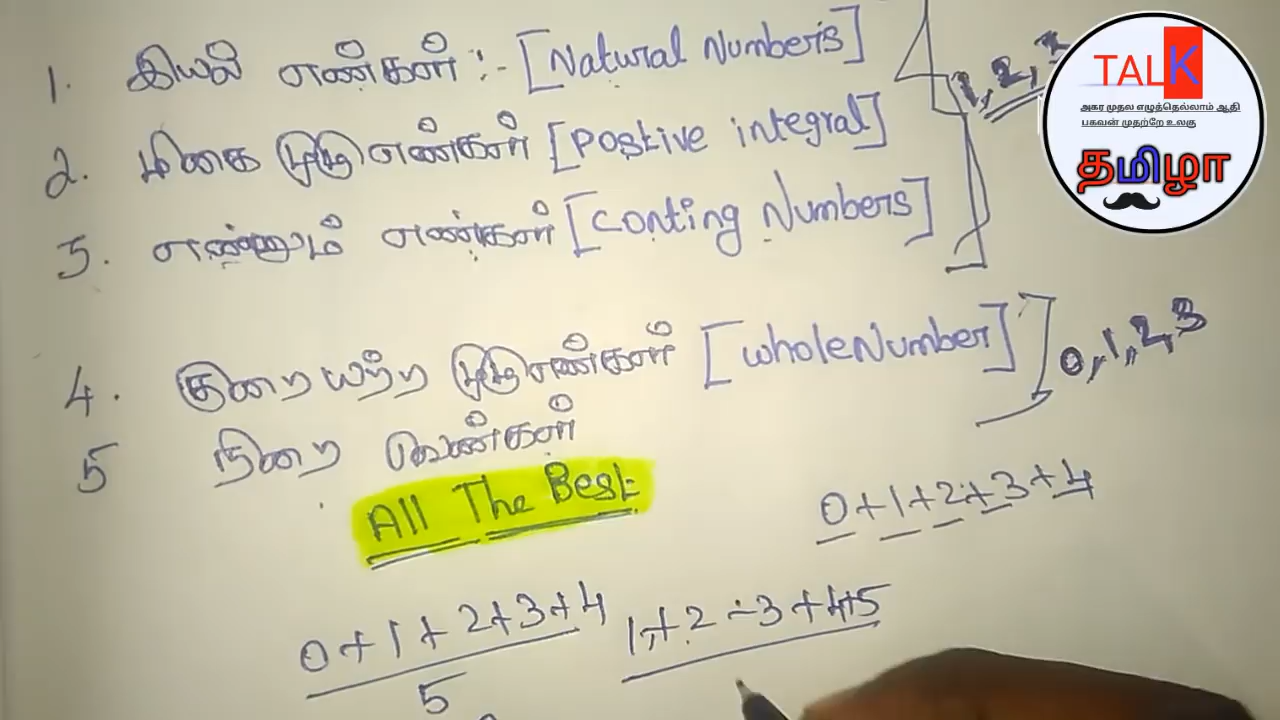 1. இயல் எண்கள் :- [Natural Numbers] 1, 2, 3
2. மிகை முழு எண்கள் [Postive integral]
3. எண்ணும் எண்கள் [Conting Numbers]
4. குறையற்ற முழு எண்கள் [wholeNumber] 0, 1, 2, 3
5 நிறை வெண்கள்
All The Best
0+1+2+3+4
0+1+2+3+4
5
1+2+3+4+5
TALK
அகர முதல எழுத்தெல்லாம் ஆதி
பகவன் முதற்றே உலகு
தமிழா